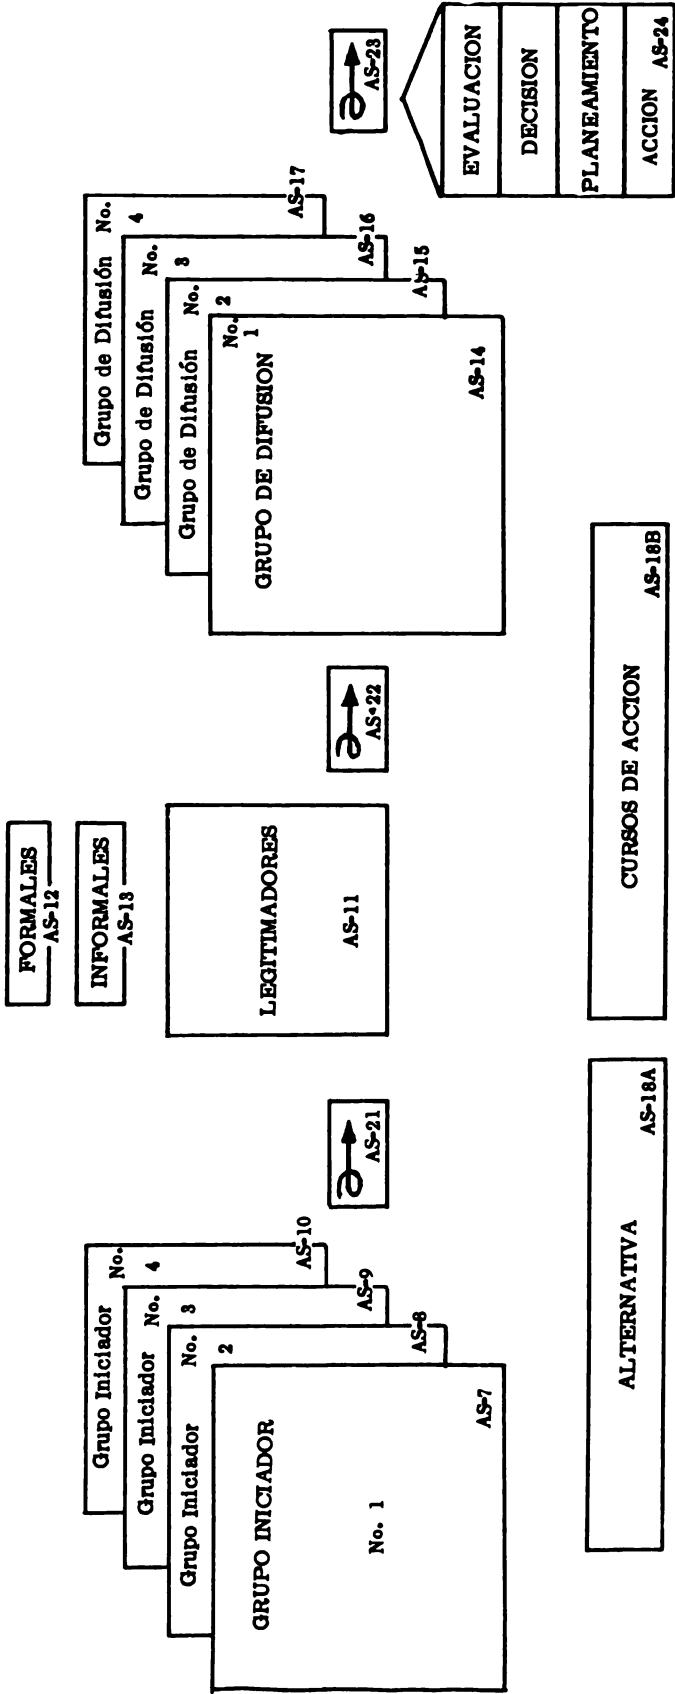 FORMALES
AS-12
INFORMALES
AS-13
Grupo Iniciador No.
4
AS-10
Grupo Iniciador No.
3
AS-9
Grupo Iniciador No.
2
AS-8
GRUPO INICIADOR
No. 1
AS-7
AS-21
LEGITIMADORES
AS-11
AS-22
Grupo de Difusión No.
4
AS-17
Grupo de Difusión No.
3
AS-16
Grupo de Difusión No.
2
AS-15
No.
1
GRUPO DE DIFUSION
AS-14
AS-23
EVALUACION
DECISION
PLANEAMIENTO
ACCION
AS-24
ALTERNATIVA
AS-18A
CURSOS DE ACCION
AS-18B